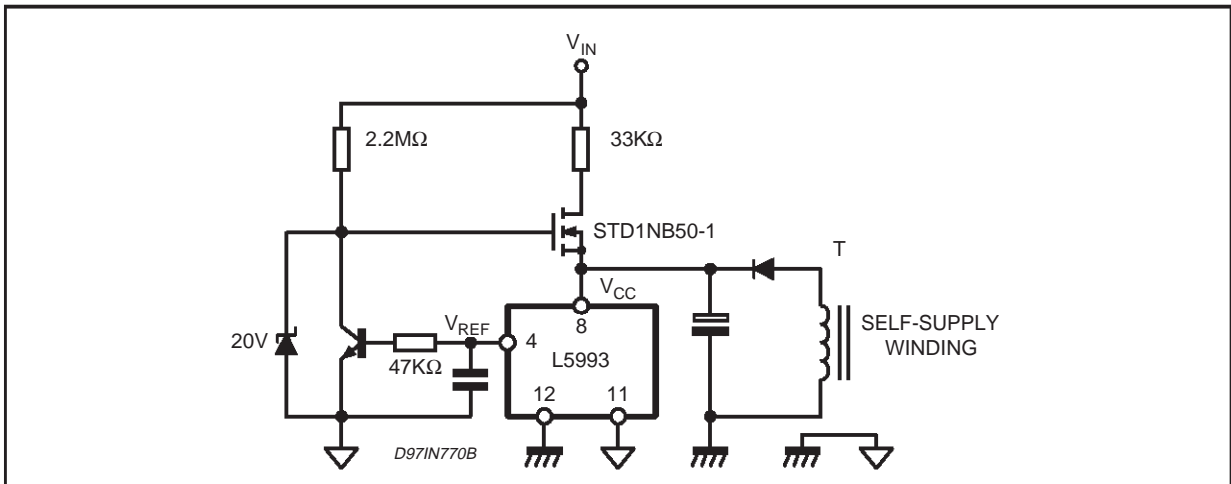 V_IN
2.2MΩ
33KΩ
STD1NB50-1
T
V_CC
8
SELF-SUPPLY
WINDING
20V
V_REF
4
47KΩ
L5993
12
11
D97IN770B